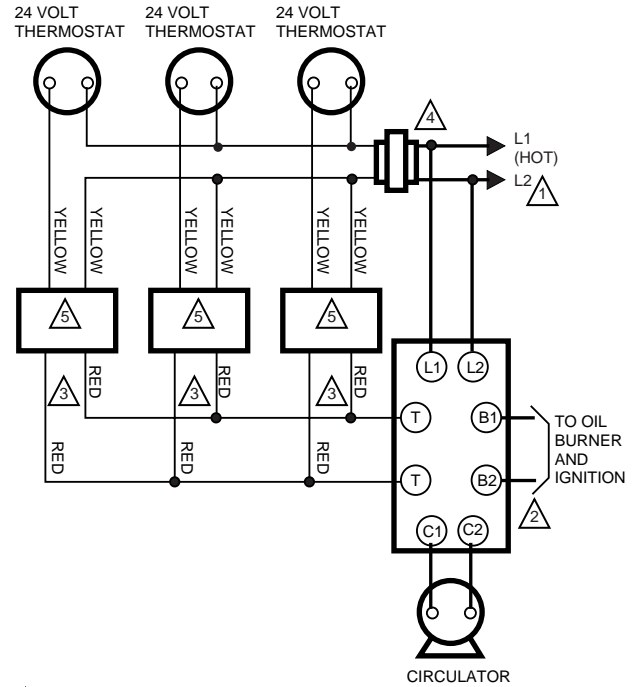 24 VOLT
THERMOSTAT
24 VOLT
THERMOSTAT
24 VOLT
THERMOSTAT
4
L1
(HOT)
L2
1
YELLOW
YELLOW
YELLOW
YELLOW
YELLOW
YELLOW
5
5
5
L1
L2
3
RED
3
RED
3
RED
T
B1
TO OIL
BURNER
AND
IGNITION
RED
RED
RED
T
B2
2
C1
C2
CIRCULATOR